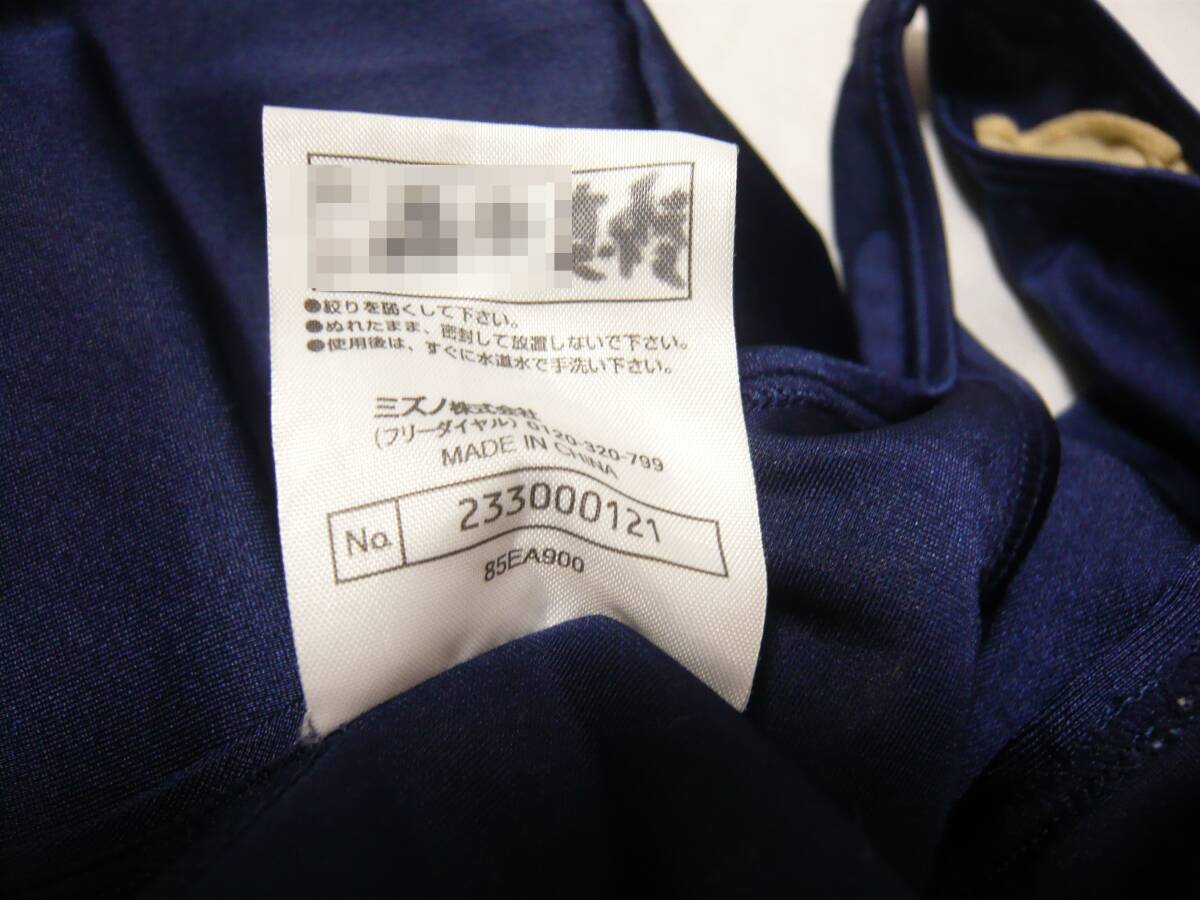 ●絞りを弱くして下さい。
●ぬれたまま、密封して放置しないで下さい。
●使用後は、すぐに水道水で手洗い下さい。
ミズノ株式会社
(フリーダイヤル) 0120-320-799
MADE IN CHINA
No. 233000121
85EA900